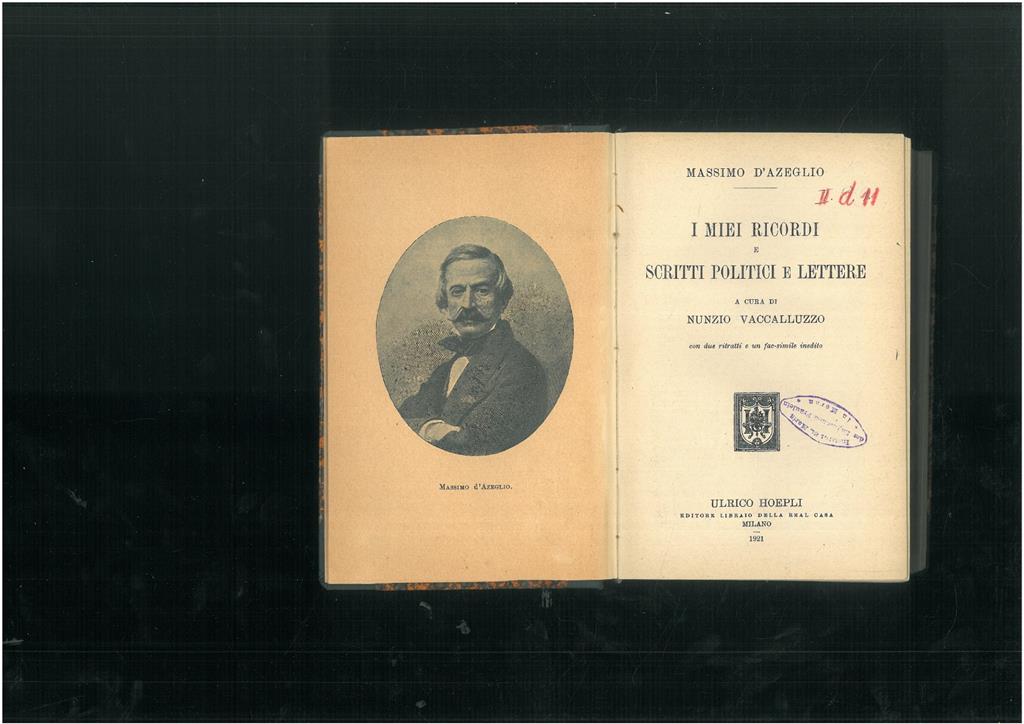 Massimo d'Azeglio.
MASSIMO D'AZEGLIO
II. d 11
I MIEI RICORDI
E
SCRITTI POLITICI E LETTERE
A CURA DI
NUNZIO VACCALLUZZO
con due ritratti e un fac-simile inedito
ULRICO HOEPLI
EDITORE LIBRAIO DELLA REAL CASA
MILANO
1921